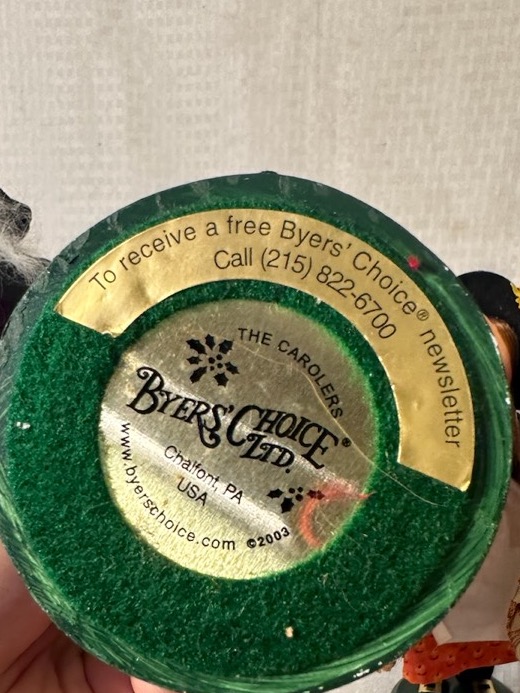 To receive a free Byers' Choice® newsletter
Call (215) 822-6700
THE CAROLERS®
BYERS' CHOICE
LTD.
Chalfont, PA
USA
www.byerschoice.com ©2003